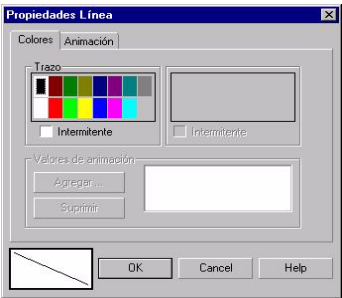 Propiedades Línea
Colores
Animación
Trazo
Intermitente
Intermitente
Valores de animación
Agregar ...
Suprimir
OK
Cancel
Help